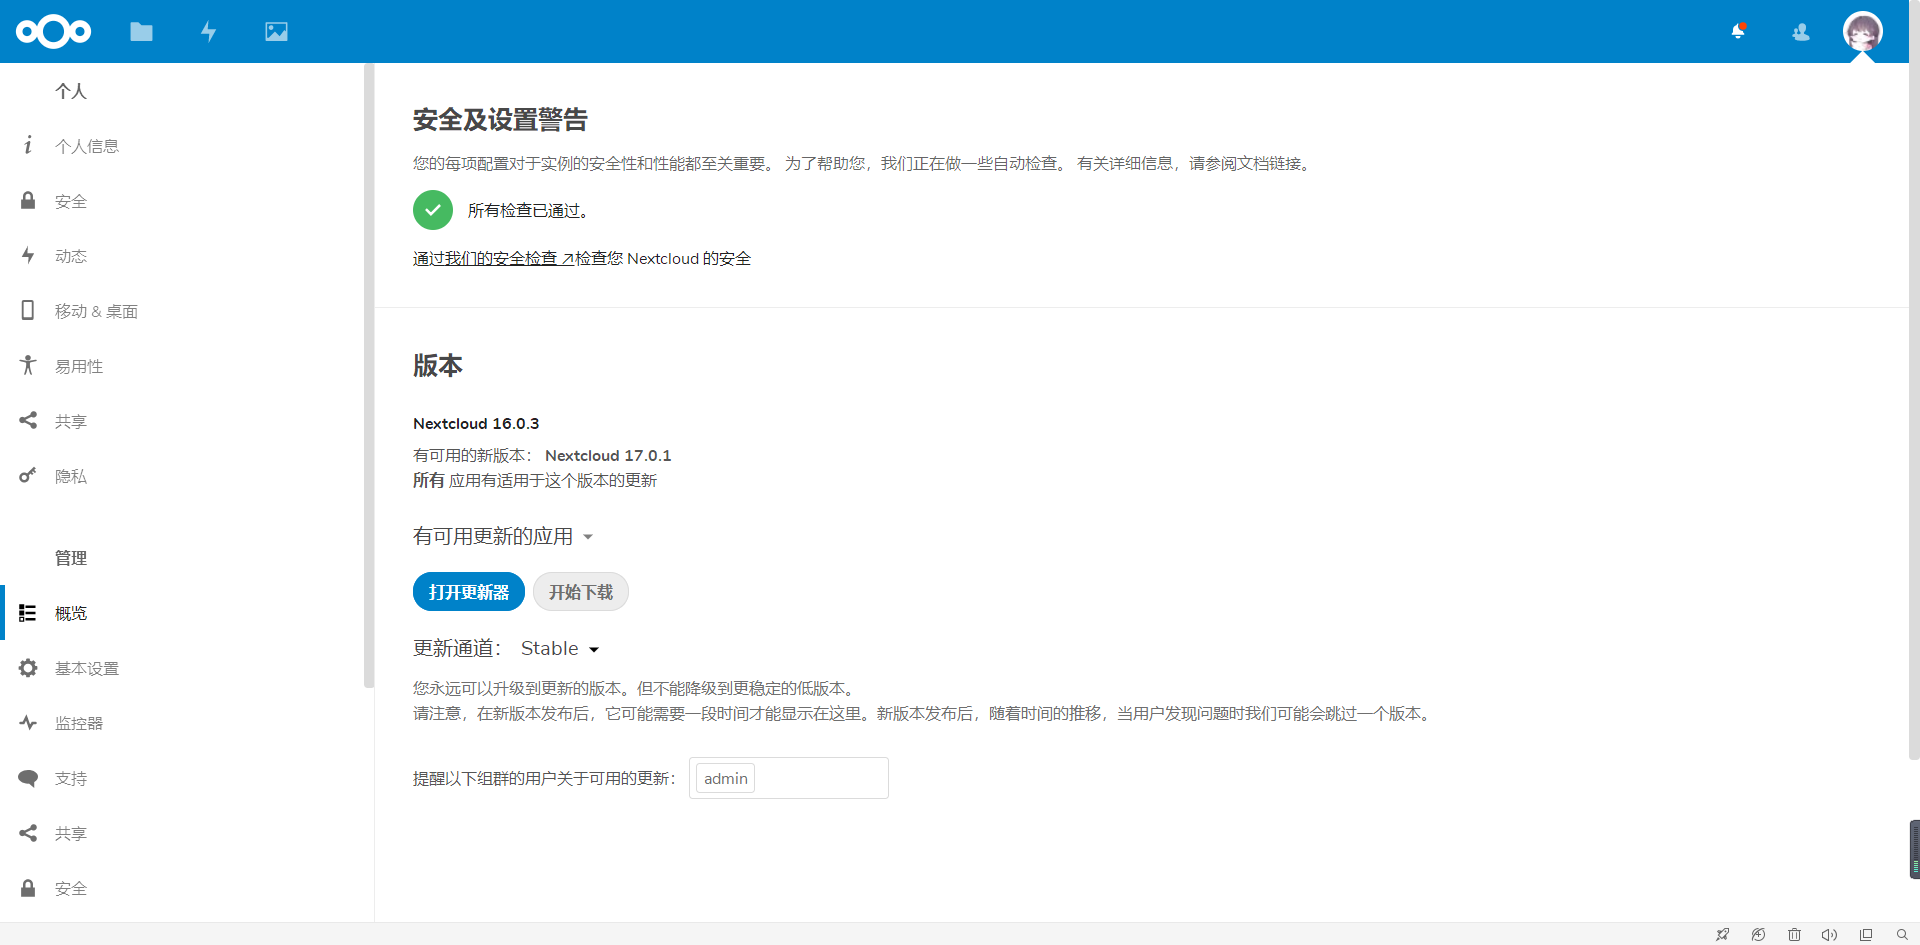 个人
个人信息
安全
动态
移动 & 桌面
易用性
共享
隐私
管理
概览
基本设置
监控器
支持
共享
安全
安全及设置警告
您的每项配置对于实例的安全性和性能都至关重要。 为了帮助您，我们正在做一些自动检查。 有关详细信息，请参阅文档链接。
所有检查已通过。
通过我们的安全检查 ↗检查您 Nextcloud 的安全
版本
Nextcloud 16.0.3
有可用的新版本： Nextcloud 17.0.1
所有 应用有适用于这个版本的更新
有可用更新的应用
打开更新器 开始下载
更新通道： Stable
您永远可以升级到更新的版本。但不能降级到更稳定的低版本。
请注意，在新版本发布后，它可能需要一段时间才能显示在这里。新版本发布后，随着时间的推移，当用户发现问题时我们可能会跳过一个版本。
提醒以下组群的用户关于可用的更新： admin